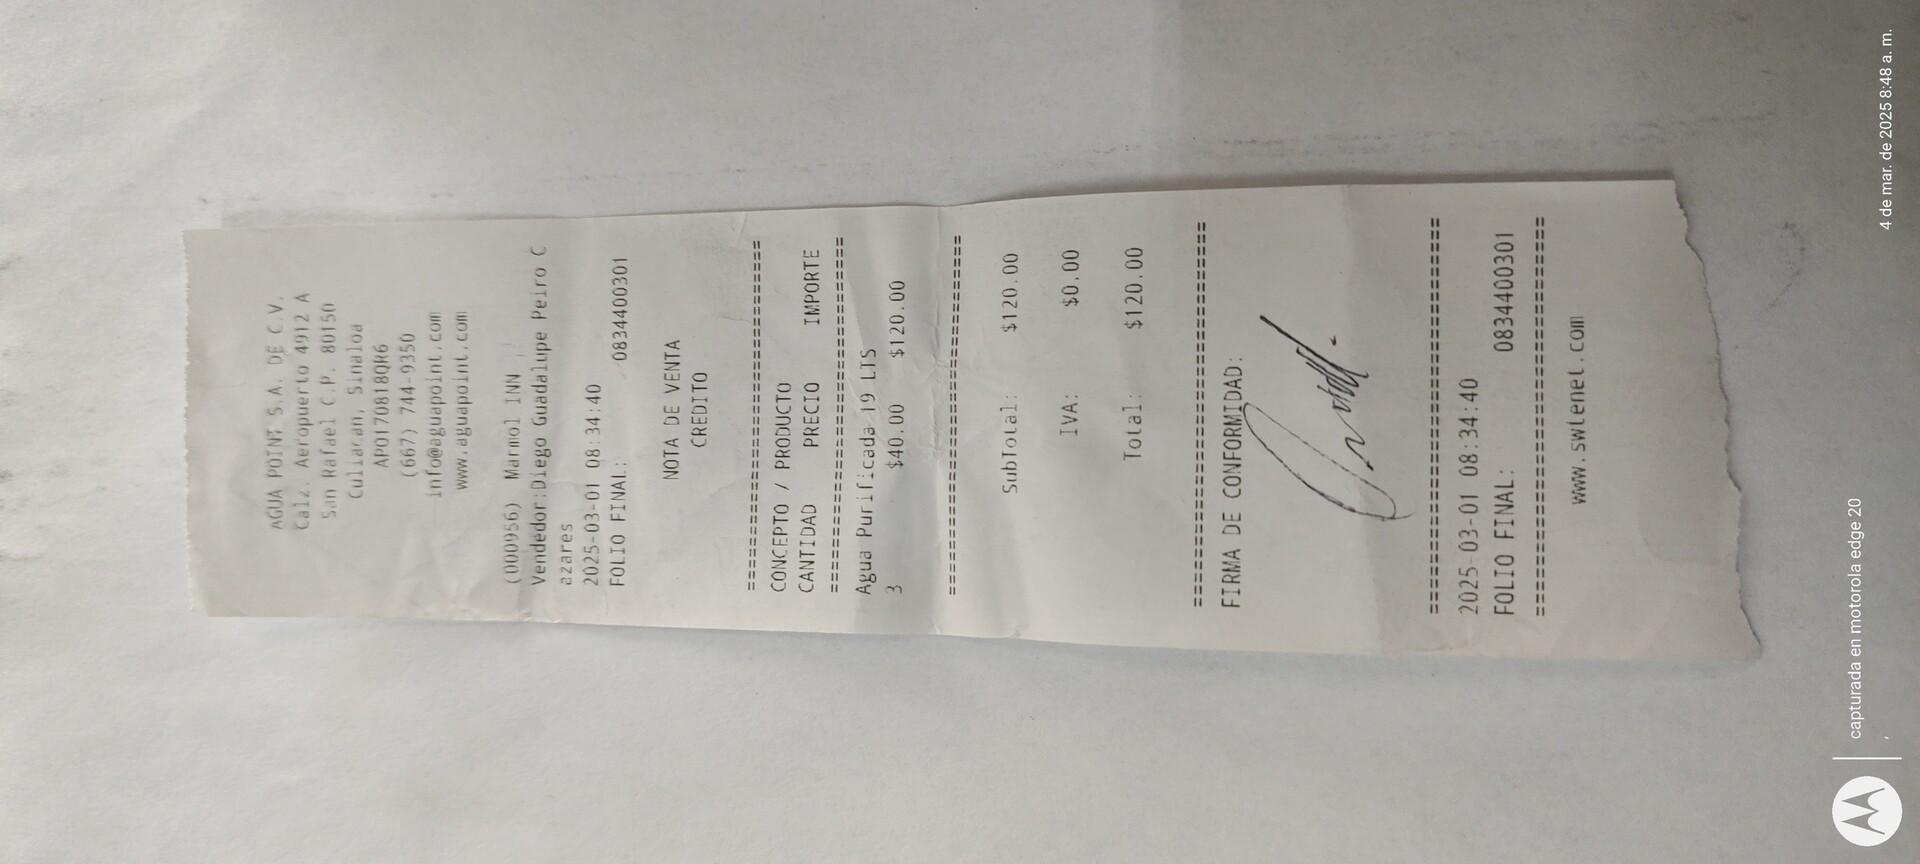 AGUA POINT S.A. DE C.V.
Calz. Aeropuerto 4912 A
San Rafael C.P. 80150
Culiacan, Sinaloa
APO170818QR6
(667) 744-9350
info@aguapoint.com
www.aguapoint.com
(000956) Marmol INN
Vendedor:Diego Guadalupe Peiro C
azares
2025-03-01 08:34:40
FOLIO FINAL: 0834400301
NOTA DE VENTA
CREDITO
================================
CONCEPTO / PRODUCTO
CANTIDAD PRECIO IMPORTE
================================
Agua Purificada 19 LTS
3 $40.00 $120.00
================================
SubTotal: $120.00
IVA: $0.00
Total: $120.00
================================
FIRMA DE CONFORMIDAD:
================================
2025-03-01 08:34:40
FOLIO FINAL: 0834400301
================================
www.swlenet.com
capturada en motorola edge 20
4 de mar. de 2025 8:48 a. m.